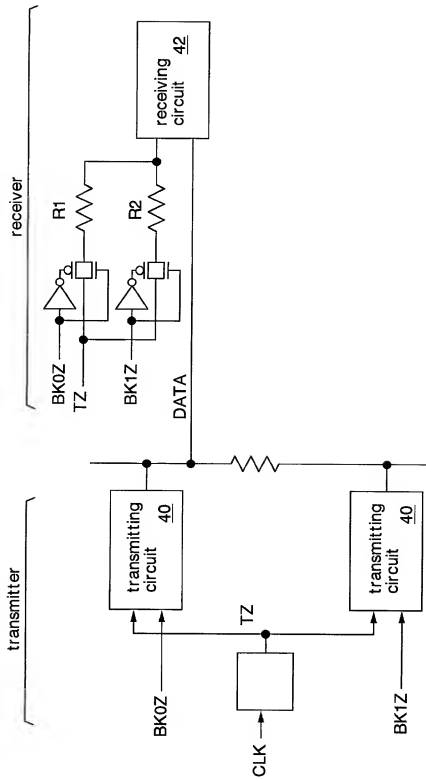 transmitter
receiver
BK0Z
transmitting
circuit
40
CLK
TZ
BK1Z
transmitting
circuit
40
DATA
BK0Z
TZ
BK1Z
R1
R2
receiving
circuit
42